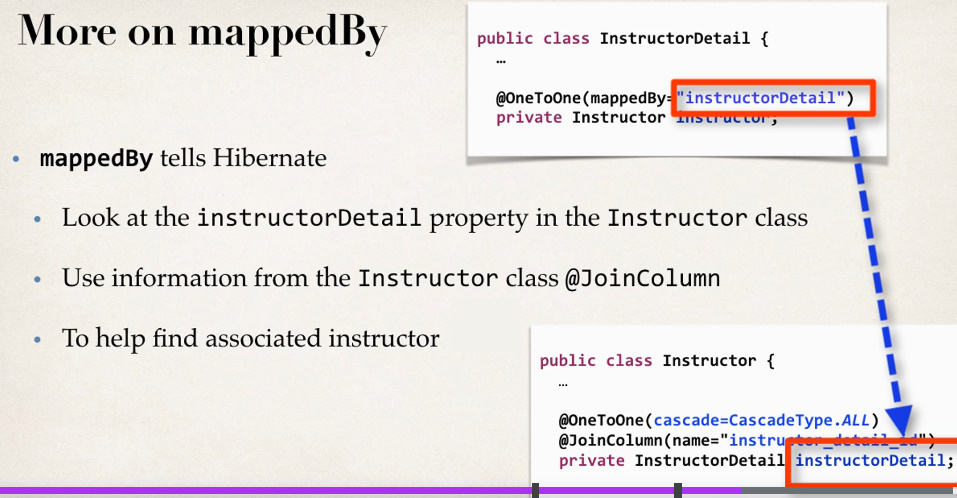 More on mappedBy
public class InstructorDetail {
…
@OneToOne(mappedBy="instructorDetail")
private Instructor instructor;
• mappedBy tells Hibernate
• Look at the instructorDetail property in the Instructor class
• Use information from the Instructor class @JoinColumn
• To help find associated instructor
public class Instructor {
…
@OneToOne(cascade=CascadeType.ALL)
@JoinColumn(name="instructor_detail_id")
private InstructorDetail instructorDetail;